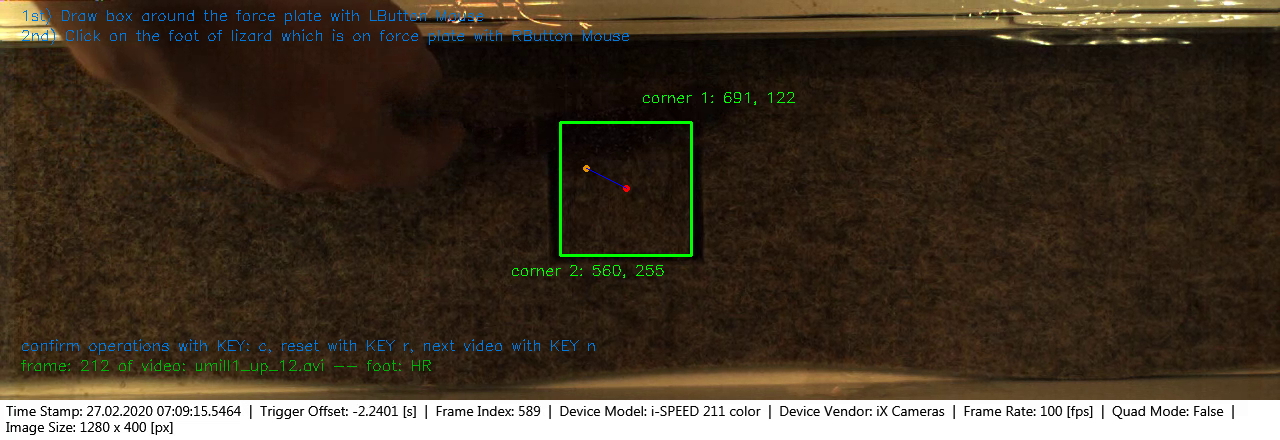 1st) Draw box around the force plate with LButton Mouse
2nd) Click on the foot of lizard which is on force plate with RButton Mouse
corner 1: 691, 122
corner 2: 560, 255
confirm operations with KEY: c, reset with KEY r, next video with KEY n
frame: 212 of video: umill1_up_12.avi -- foot: HR
Time Stamp: 27.02.2020 07:09:15.5464 | Trigger Offset: -2.2401 [s] | Frame Index: 589 | Device Model: i-SPEED 211 color | Device Vendor: iX Cameras | Frame Rate: 100 [fps] | Quad Mode: False |
Image Size: 1280 x 400 [px]